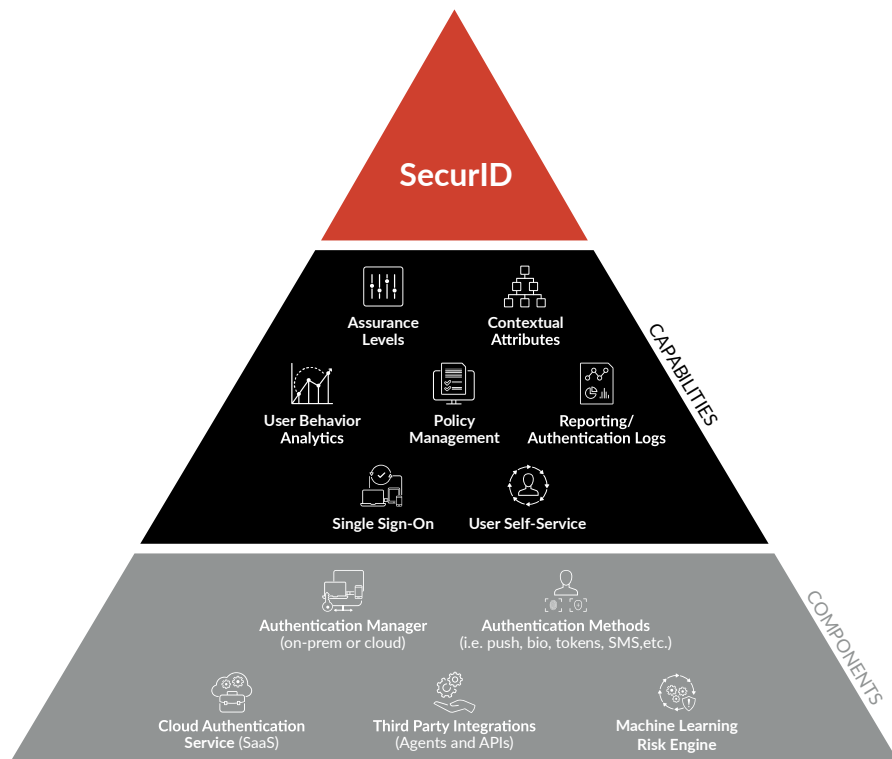 SecurID
Assurance
Levels
Contextual
Attributes
CAPABILITIES
User Behavior
Analytics
Policy
Management
Reporting/
Authentication Logs
Single Sign-On
User Self-Service
COMPONENTS
Authentication Manager
(on-prem or cloud)
Authentication Methods
(i.e. push, bio, tokens, SMS,etc.)
Cloud Authentication
Service (SaaS)
Third Party Integrations
(Agents and APIs)
Machine Learning
Risk Engine